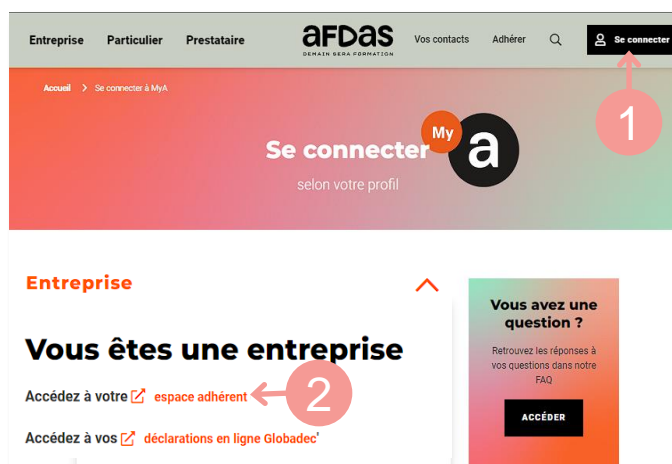 Entreprise Particulier Prestataire afdas Vos contacts Adhérer Se connecter
DEMAIN SERA FORMATION
Accueil > Se connecter à MyA
1
Se connecter My a
selon votre profil
Entreprise
Vous avez une
question ?
Vous êtes une entreprise
Retrouvez les réponses à
vos questions dans notre
FAQ
Accédez à votre espace adhérent 2
ACCÉDER
Accédez à vos déclarations en ligne Globadec'